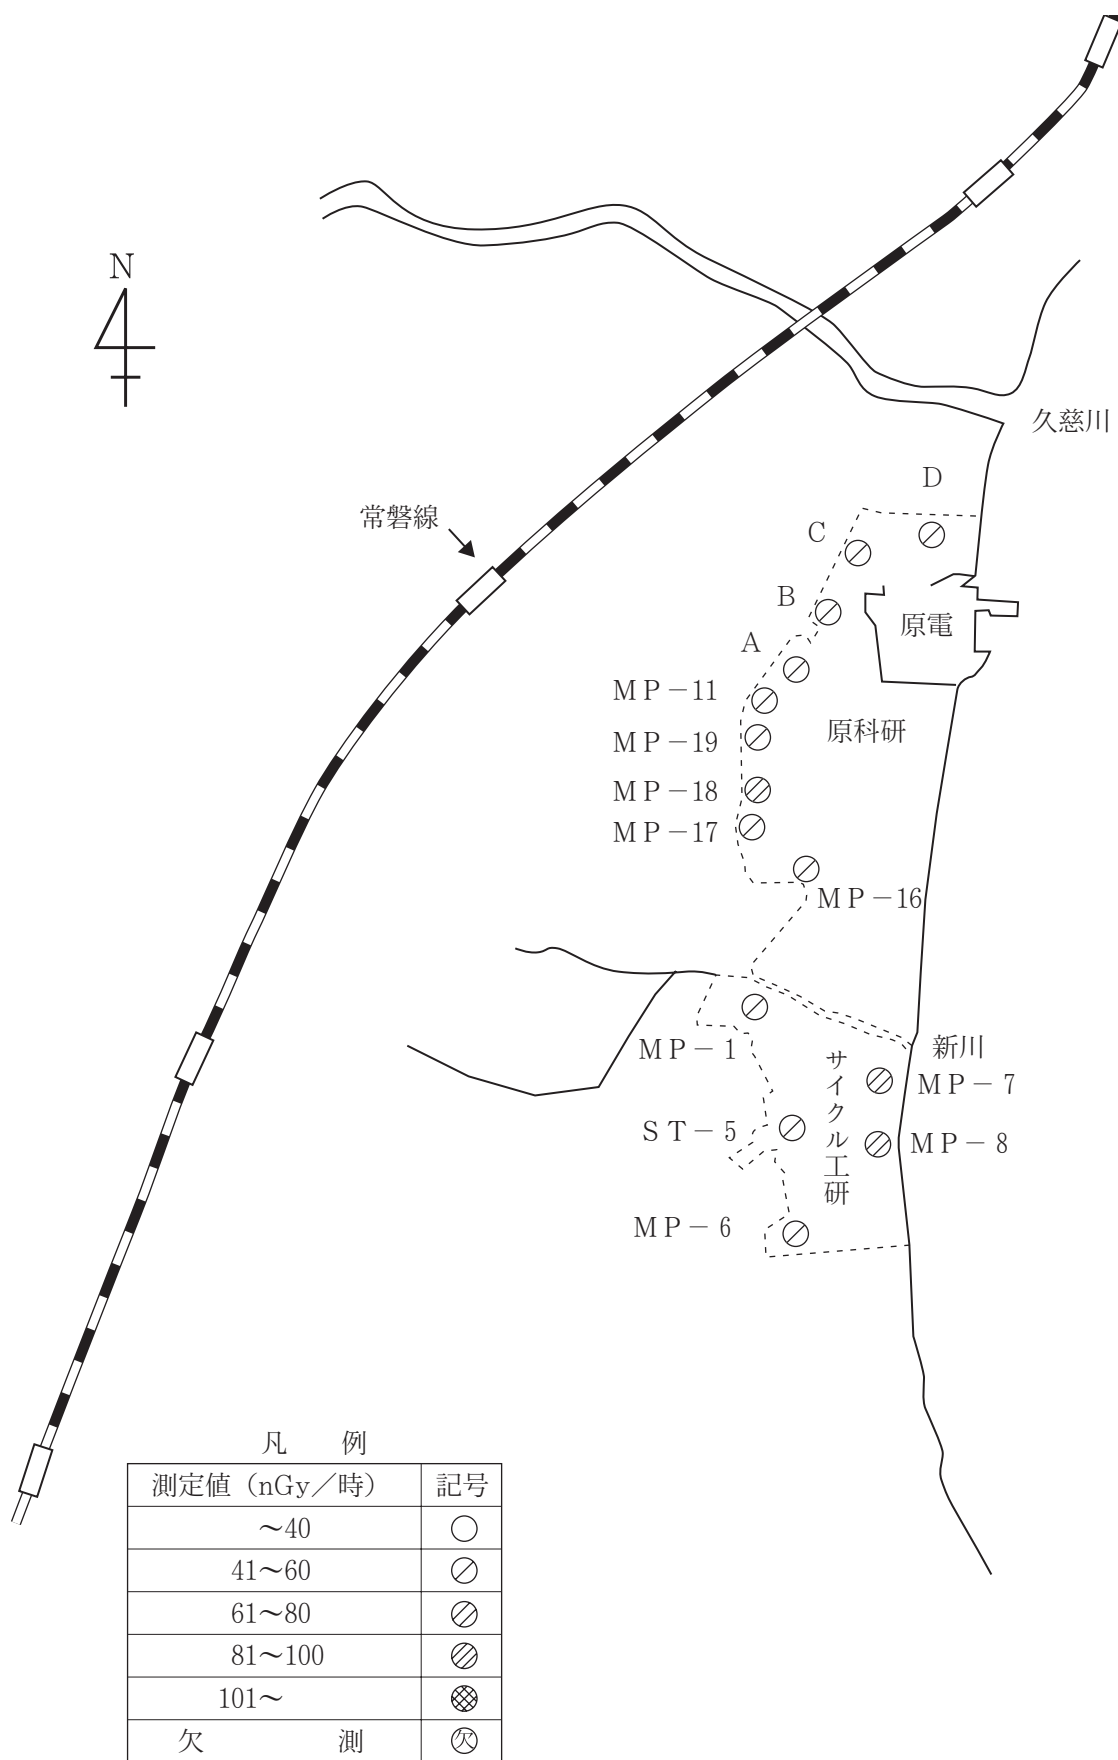 N
久慈川
D
常磐線
C
B
原電
A
MP－11
原科研
MP－19
MP－18
MP－17
MP－16
新川
MP－1
サイクル工研
MP－7
ST－5
MP－8
MP－6
凡　例
測定値（nGy／時）　記号
～40
41～60
61～80
81～100
101～
欠　測　欠